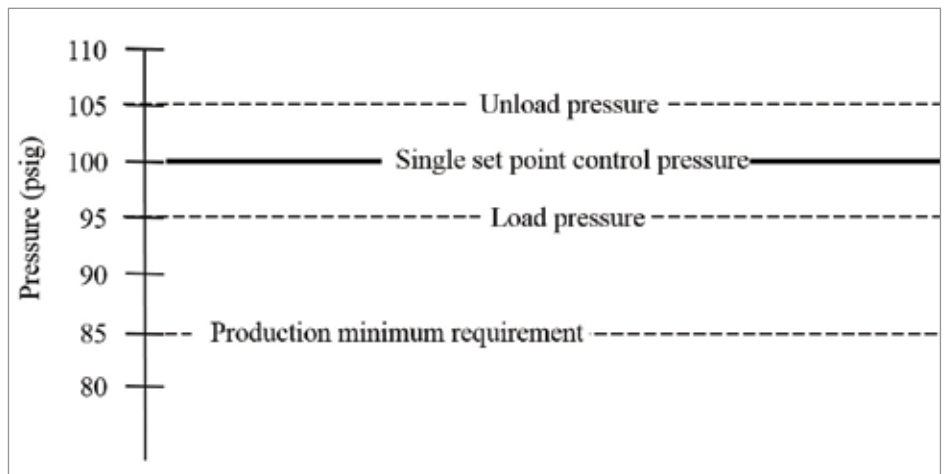 110
105
Unload pressure
100
Single set point control pressure
95
Load pressure
90
85
Production minimum requirement
80
Pressure (psig)